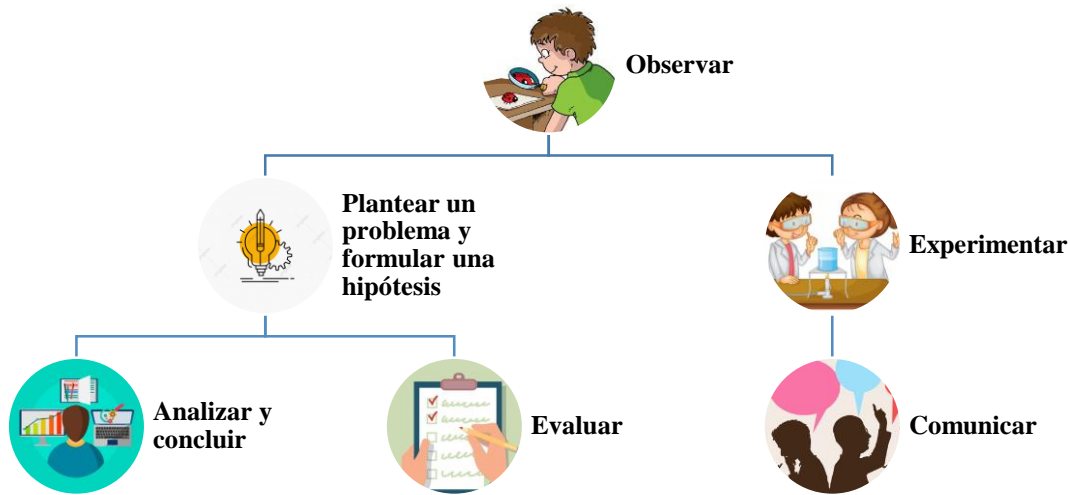 Observar
Plantear un
problema y
formular una
hipótesis
Experimentar
Analizar y
concluir
Evaluar
Comunicar